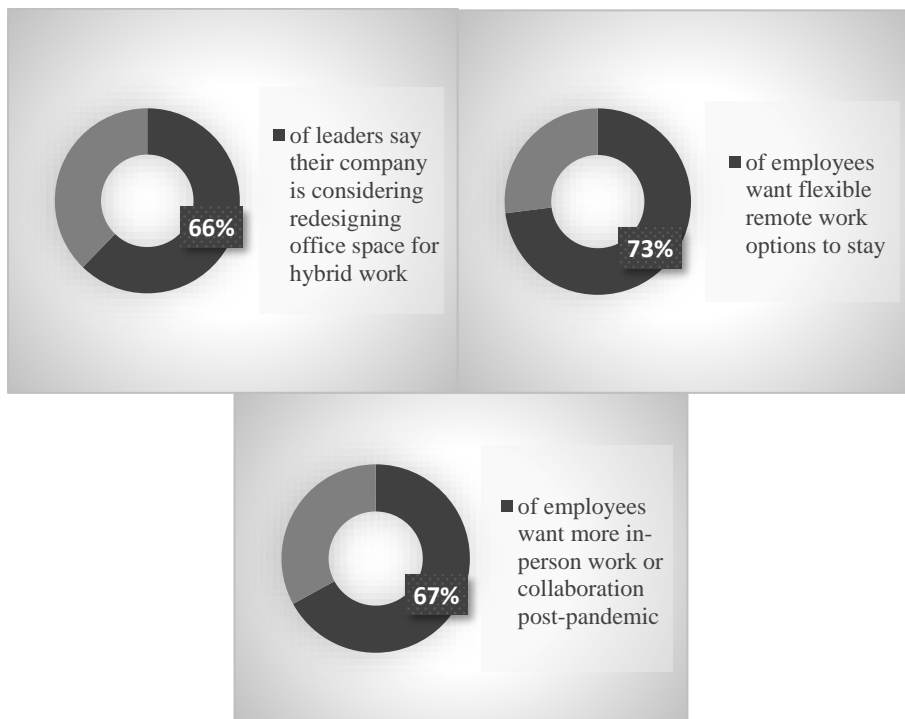 66%
of leaders say
their company
is considering
redesigning
office space for
hybrid work
73%
of employees
want flexible
remote work
options to stay
67%
of employees
want more in-
person work or
collaboration
post-pandemic